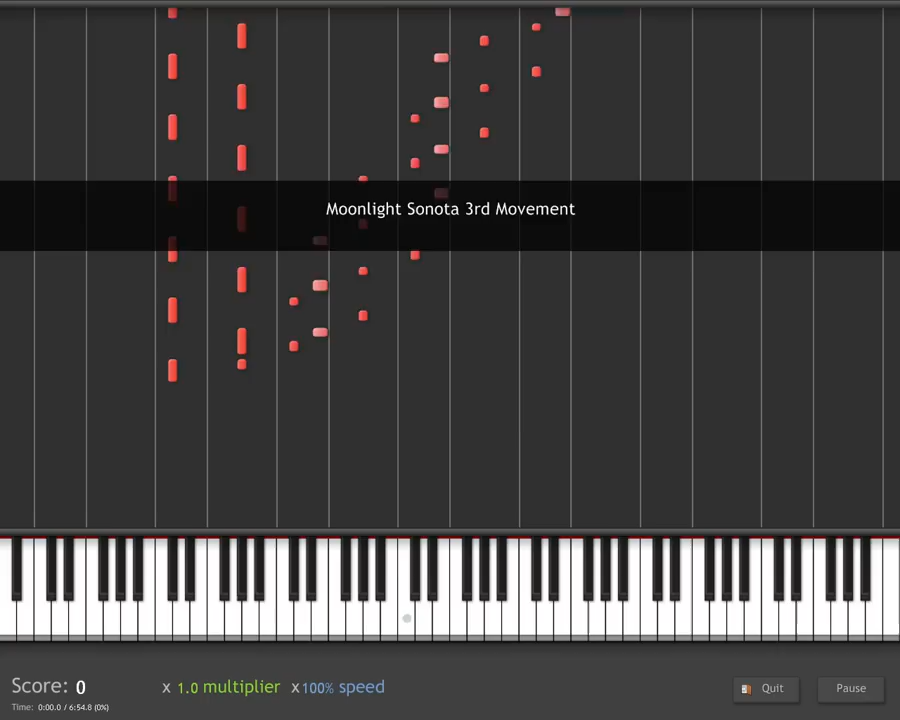 Moonlight Sonota 3rd Movement
Score: 0 x 1.0 multiplier x100% speed
Quit Pause
Time: 0:00.0 / 6:54.8 (0%)